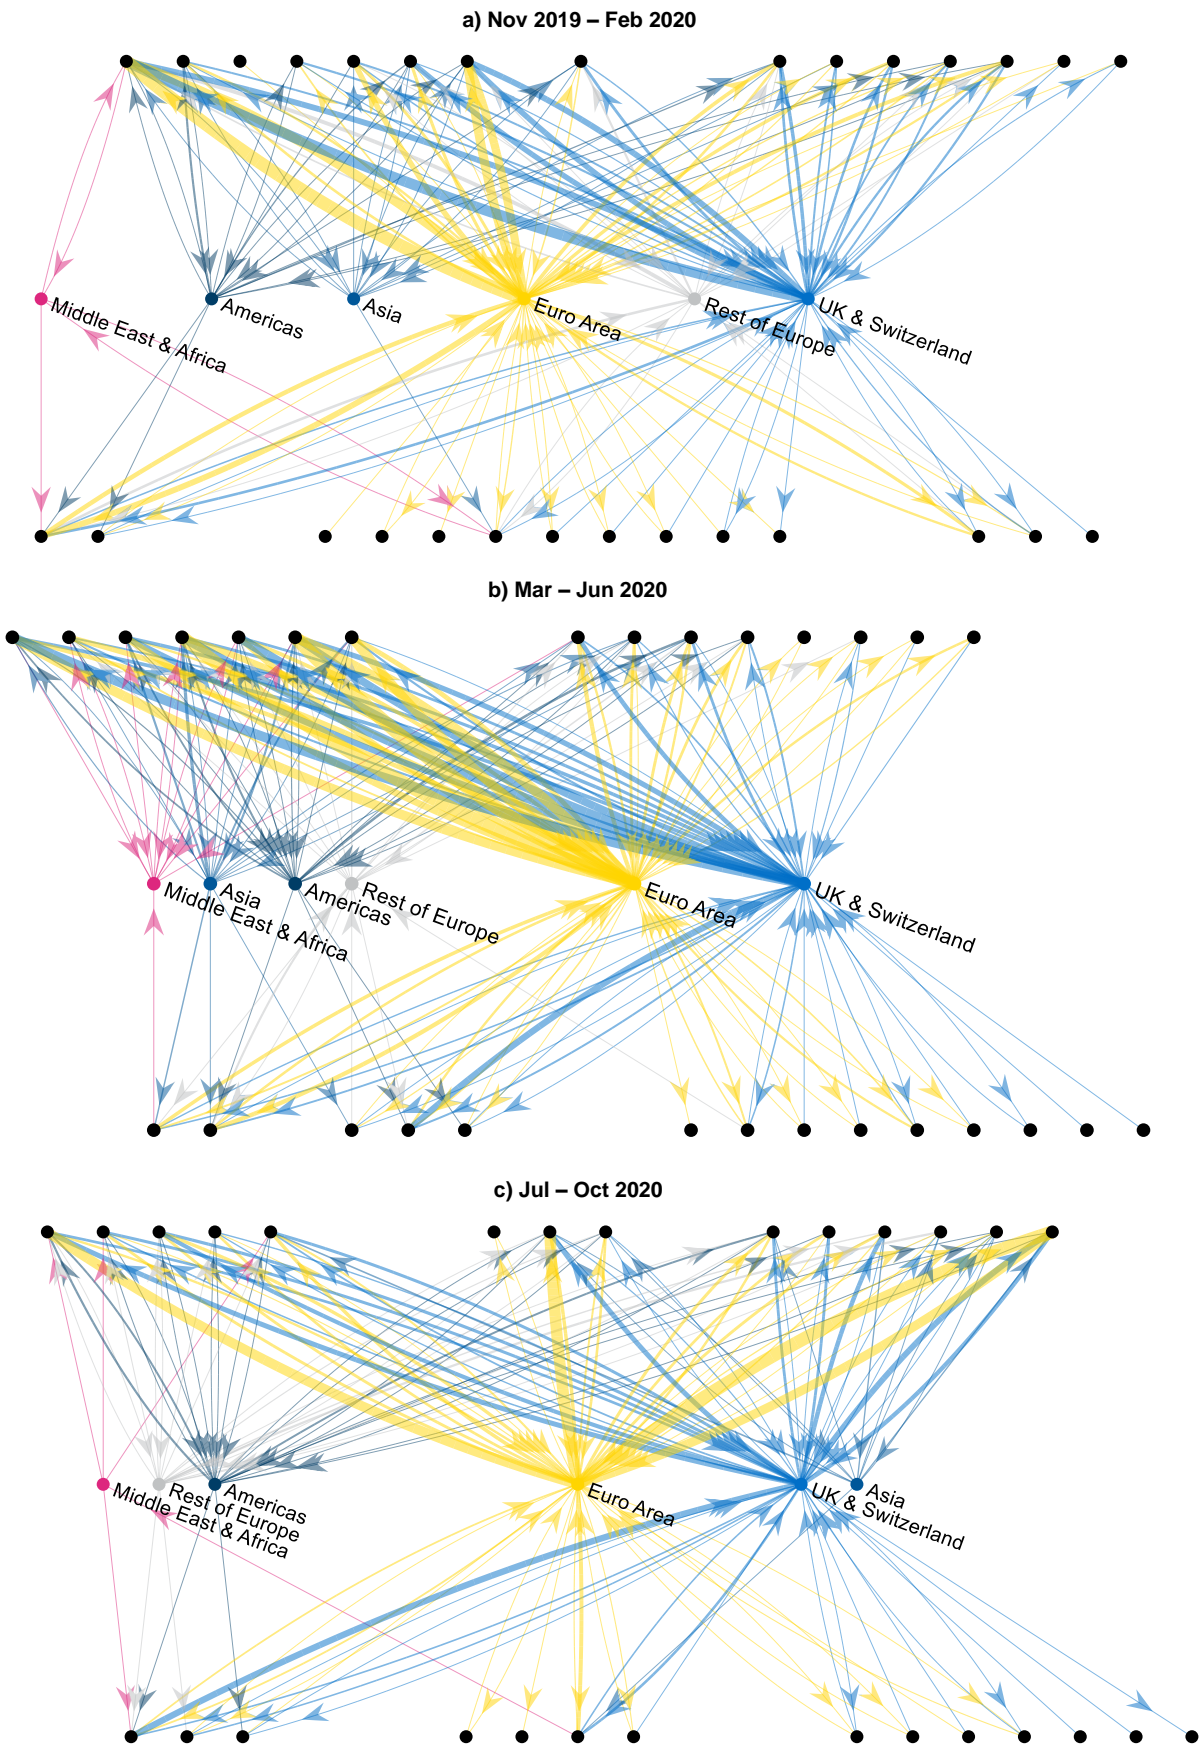 a) Nov 2019 – Feb 2020
Middle East & Africa
Americas
Asia
Euro Area
Rest of Europe
UK & Switzerland
b) Mar – Jun 2020
Middle East & Africa
Asia
Americas
Rest of Europe
Euro Area
UK & Switzerland
c) Jul – Oct 2020
Middle East & Africa
Rest of Europe
Americas
Euro Area
UK & Switzerland
Asia